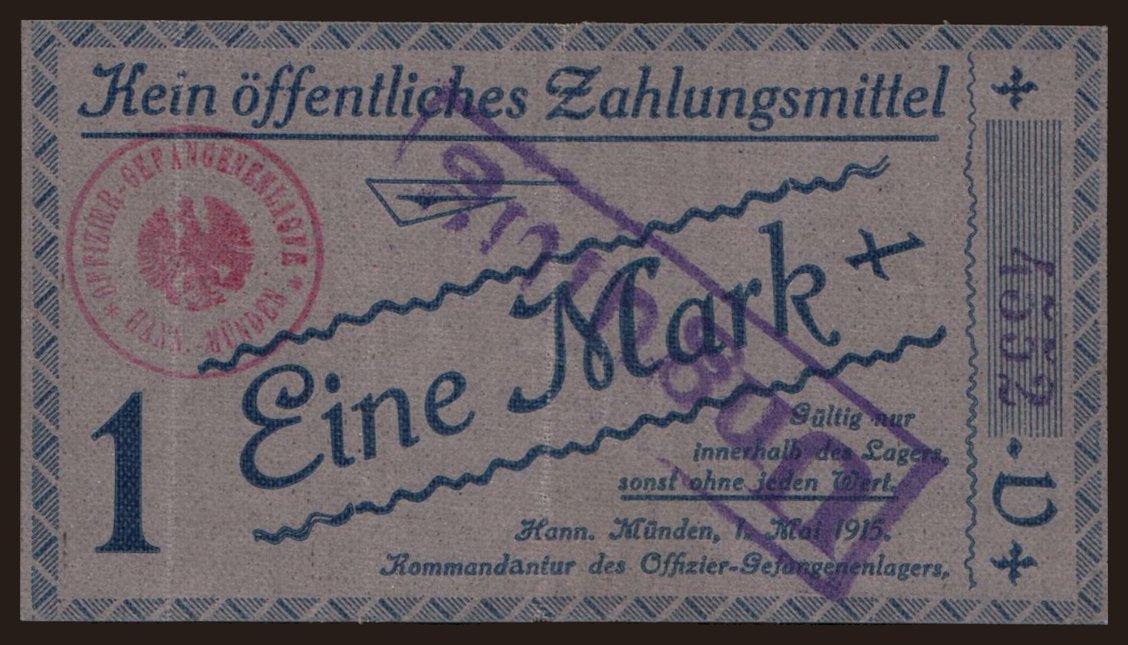 Kein öffentliches Zahlungsmittel
OFFIZIER-GEFANGENENLAGER
* HANN. MÜNDEN *
Eine Mark
1
Gültig nur
innerhalb des Lagers,
sonst ohne jeden Wert.
Hann. Münden, 1. Mai 1915.
Kommandantur des Offizier-Gefangenenlagers,
Ungültig